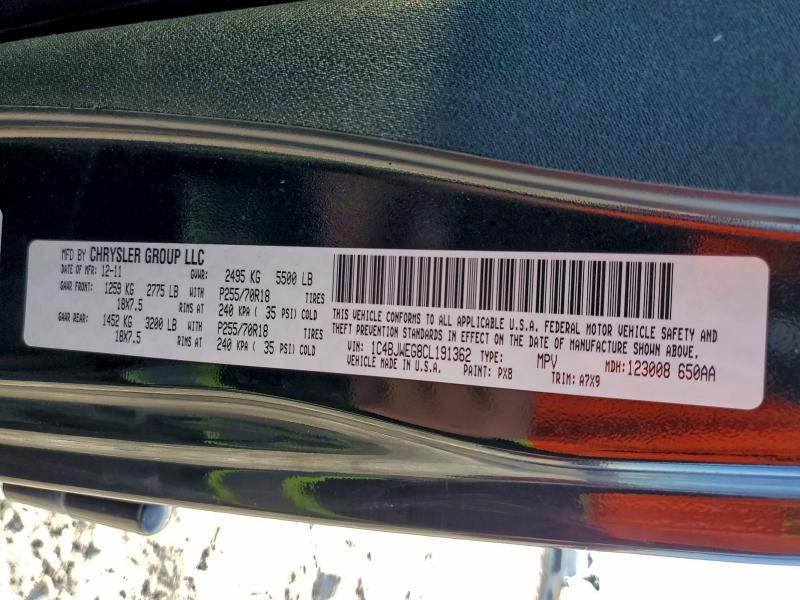 MFD BY CHRYSLER GROUP LLC
DATE OF MFR: 12-11 GVWR: 2495 KG 5500 LB
GAWR FRONT: 1259 KG 2775 LB WITH P255/70R18 TIRES
18X7.5 RIMS AT 240 KPA ( 35 PSI) COLD
GAWR REAR: 1452 KG 3200 LB WITH P255/70R18 TIRES
18X7.5 RIMS AT 240 KPA ( 35 PSI) COLD
THIS VEHICLE CONFORMS TO ALL APPLICABLE U.S.A. FEDERAL MOTOR VEHICLE SAFETY AND
THEFT PREVENTION STANDARDS IN EFFECT ON THE DATE OF MANUFACTURE SHOWN ABOVE.
VIN: 1C4BJWEG8CL191362 TYPE: MPV MDH: 123008 650AA
VEHICLE MADE IN U.S.A. PAINT: PX8 TRIM: A7X9